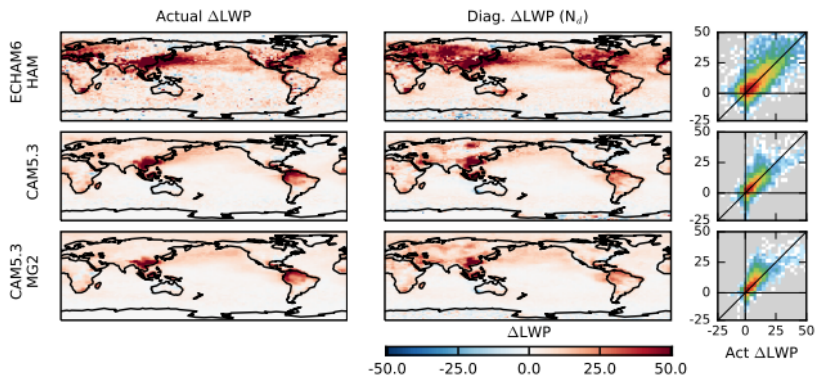 Actual ΔLWP
Diag. ΔLWP (N_d)
ECHAM6
HAM
50
25
0
-25
CAM5.3
50
25
0
-25
CAM5.3
MG2
50
25
0
-25
-25 0 25 50
Act ΔLWP
ΔLWP
-50.0 -25.0 0.0 25.0 50.0